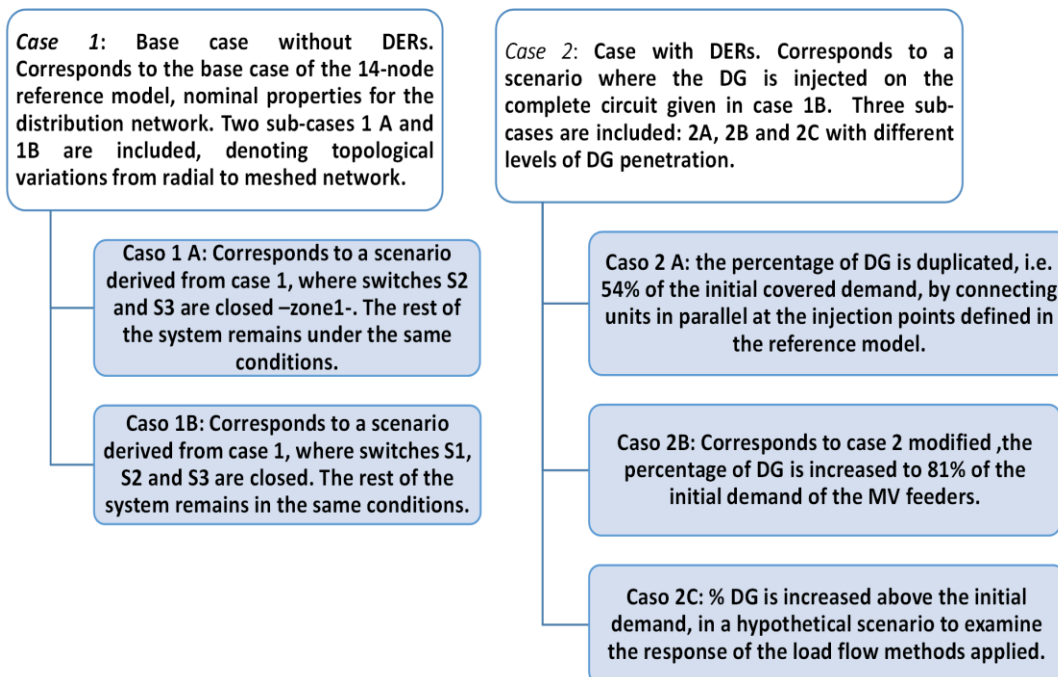 Case 1: Base case without DERs.
Corresponds to the base case of the 14-node
reference model, nominal properties for the
distribution network. Two sub-cases 1 A and
1B are included, denoting topological
variations from radial to meshed network.
Caso 1 A: Corresponds to a scenario
derived from case 1, where switches S2
and S3 are closed –zone1-. The rest of
the system remains under the same
conditions.
Caso 1B: Corresponds to a scenario
derived from case 1, where switches S1,
S2 and S3 are closed. The rest of the
system remains in the same conditions.
Case 2: Case with DERs. Corresponds to a
scenario where the DG is injected on the
complete circuit given in case 1B. Three sub-
cases are included: 2A, 2B and 2C with different
levels of DG penetration.
Caso 2 A: the percentage of DG is duplicated, i.e.
54% of the initial covered demand, by connecting
units in parallel at the injection points defined in
the reference model.
Caso 2B: Corresponds to case 2 modified ,the
percentage of DG is increased to 81% of the
initial demand of the MV feeders.
Caso 2C: % DG is increased above the initial
demand, in a hypothetical scenario to examine
the response of the load flow methods applied.